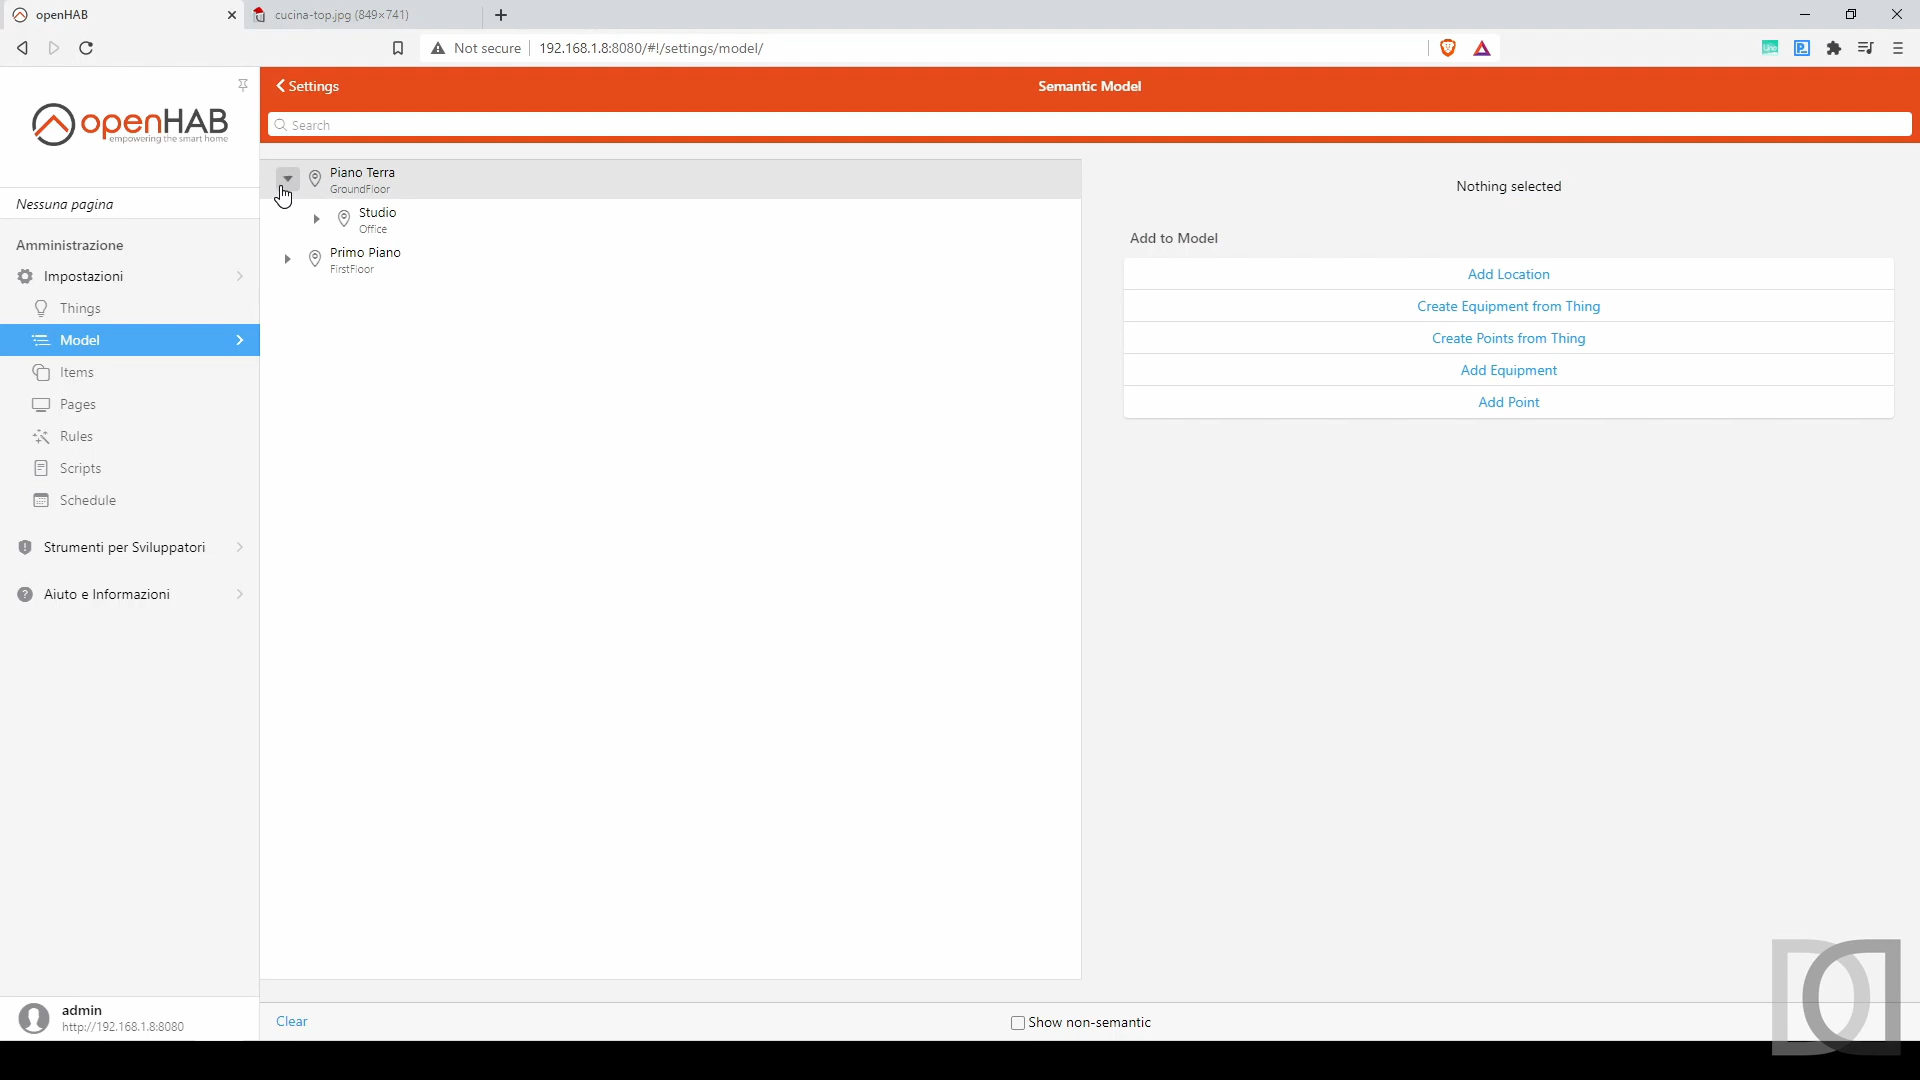 openHAB
cucina-top.jpg (849×741)
Not secure
192.168.1.8:8080/#!/settings/model/
openHAB
empowering the smart home
Nessuna pagina
Amministrazione
Impostazioni
Things
Model
Items
Pages
Rules
Scripts
Schedule
Strumenti per Sviluppatori
Aiuto e Informazioni
admin
http://192.168.1.8:8080
Settings
Semantic Model
Search
Piano Terra
GroundFloor
Studio
Office
Primo Piano
FirstFloor
Nothing selected
Add to Model
Add Location
Create Equipment from Thing
Create Points from Thing
Add Equipment
Add Point
Clear
Show non-semantic